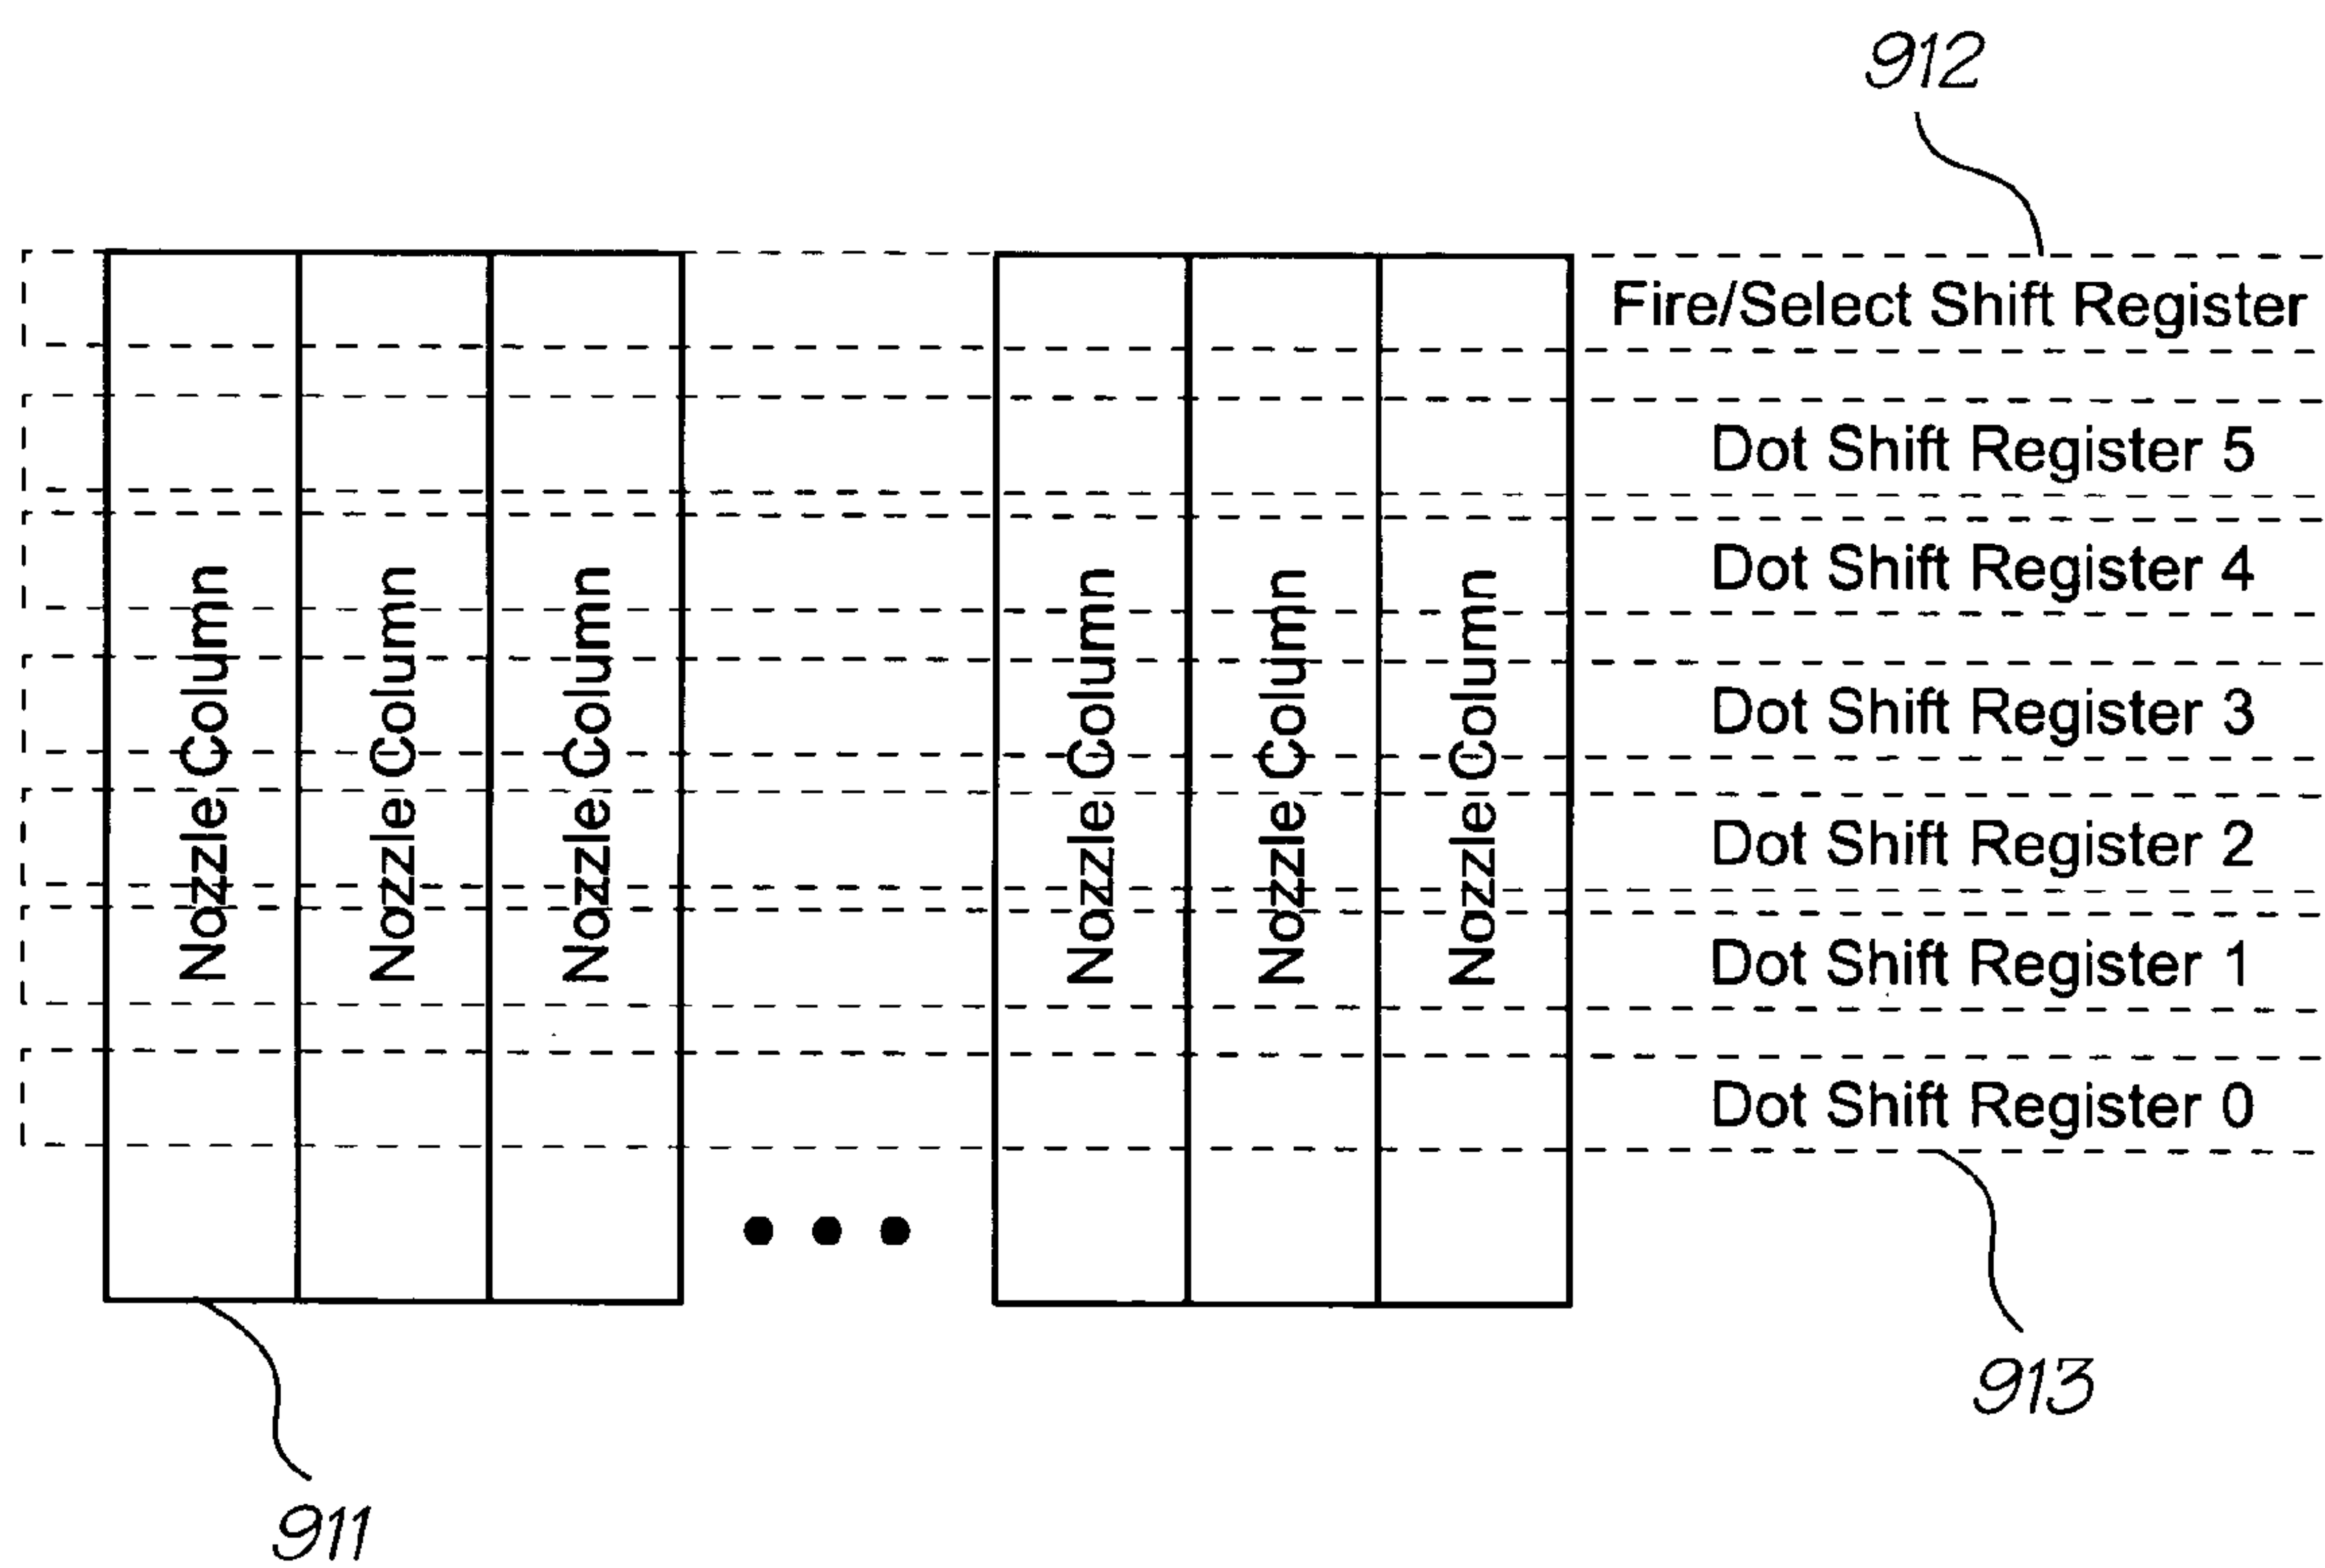 912
Fire/Select Shift Register
Dot Shift Register 5
Dot Shift Register 4
Dot Shift Register 3
Dot Shift Register 2
Dot Shift Register 1
Dot Shift Register 0
Nozzle Column
Nozzle Column
Nozzle Column
Nozzle Column
Nozzle Column
Nozzle Column
913
911